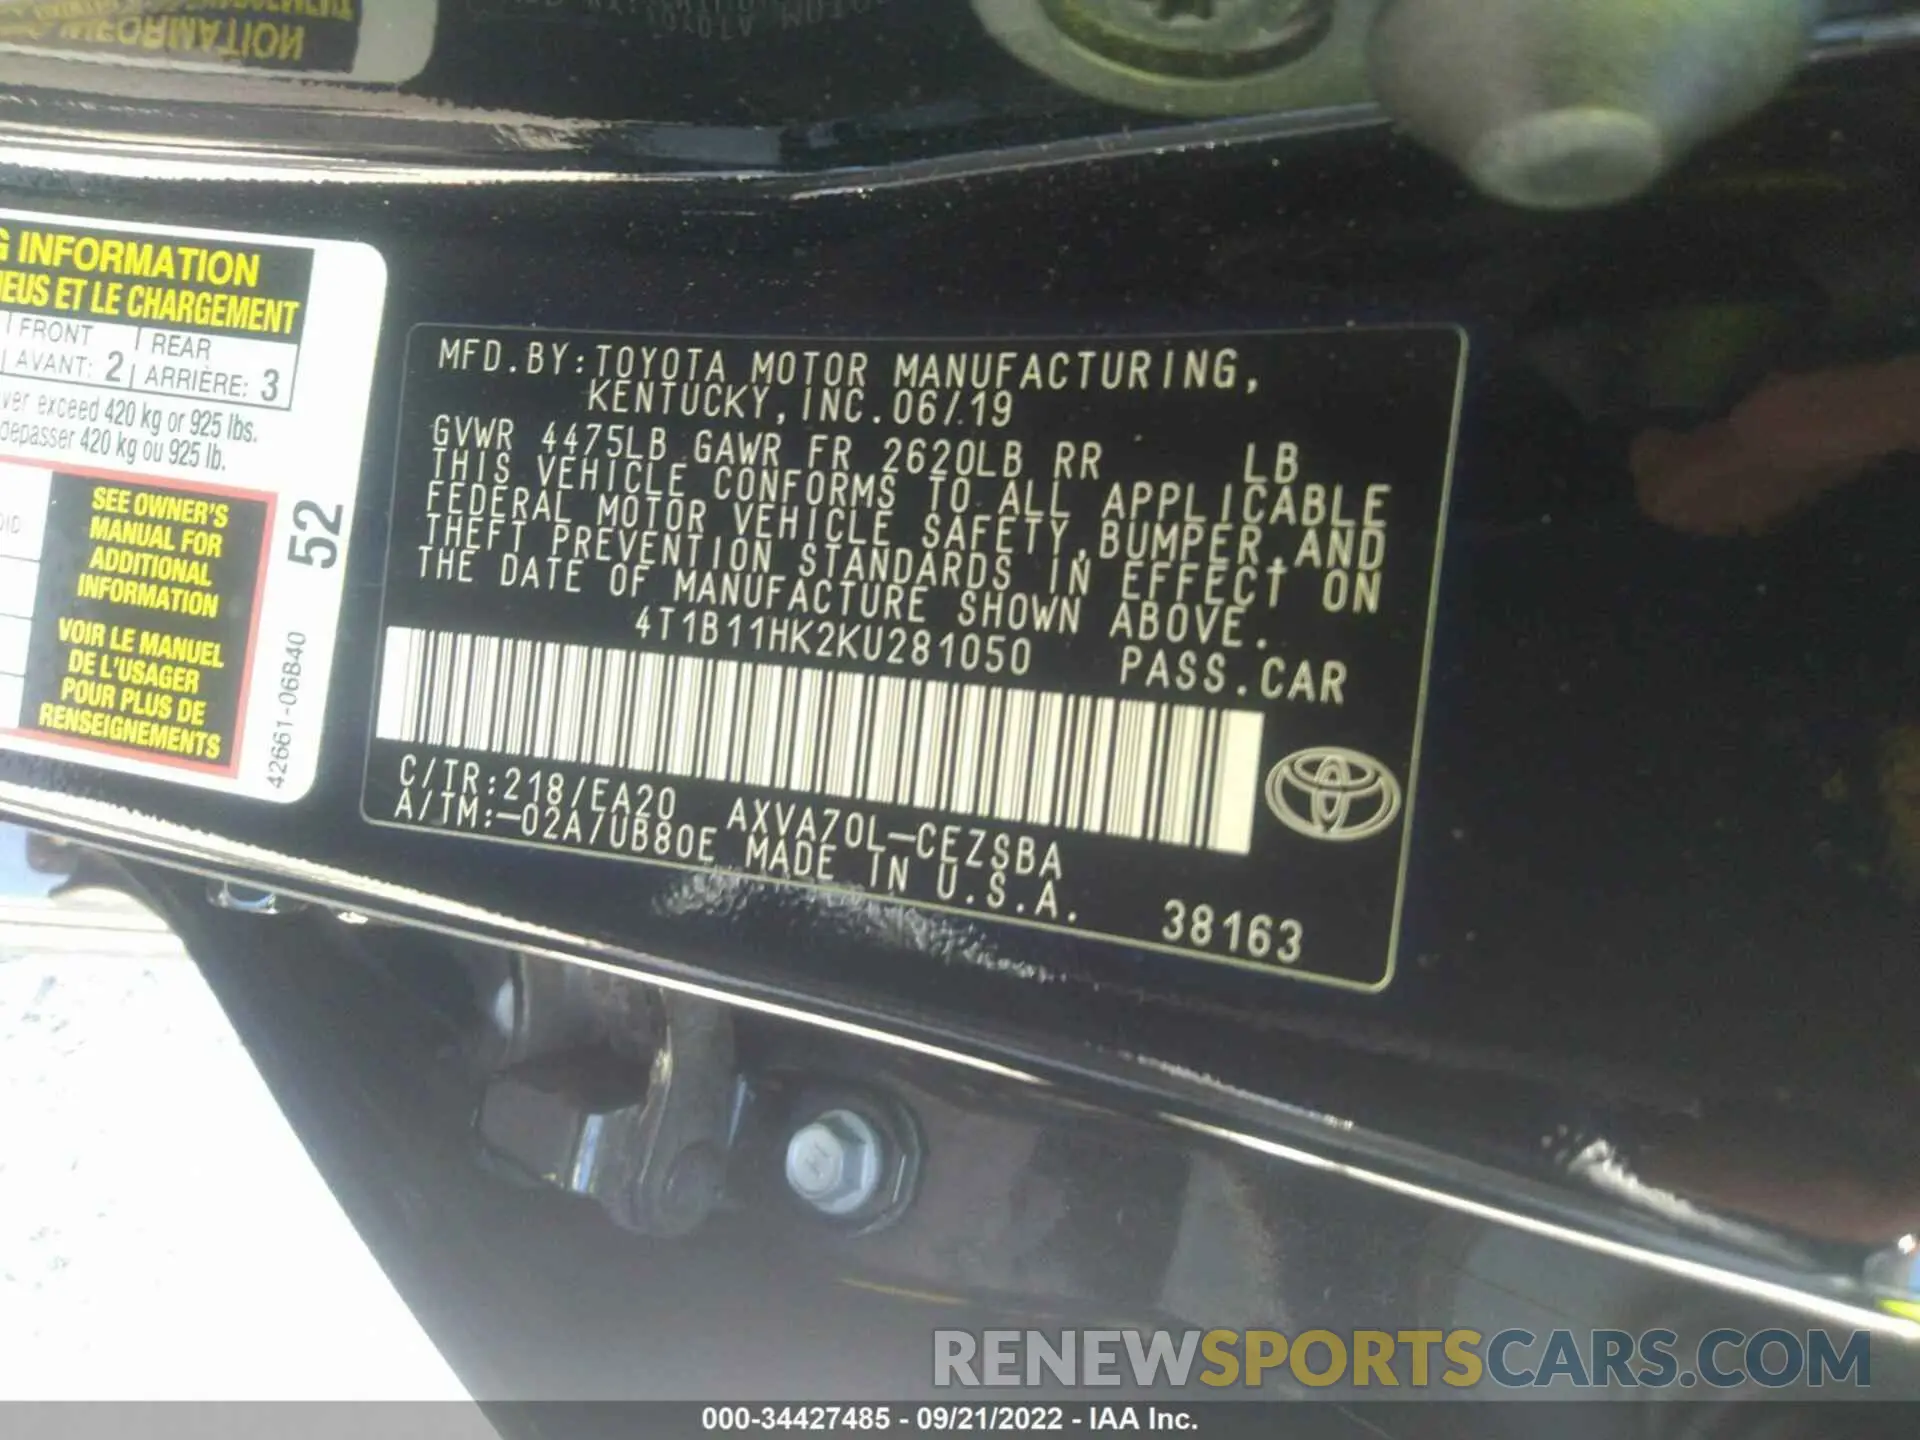 G INFORMATION
NEUS ET LE CHARGEMENT
FRONT REAR
AVANT: 2 ARRIÈRE: 3
ver exceed 420 kg or 925 lbs.
depasser 420 kg ou 925 lb.
SEE OWNER'S
MANUAL FOR
ADDITIONAL
INFORMATION
VOIR LE MANUEL
DE L'USAGER
POUR PLUS DE
RENSEIGNEMENTS
52
42661-06B40
MFD.BY:TOYOTA MOTOR MANUFACTURING,
KENTUCKY,INC.06/19
GVWR 4475LB GAWR FR 2620LB RR LB
THIS VEHICLE CONFORMS TO ALL APPLICABLE
FEDERAL MOTOR VEHICLE SAFETY,BUMPER,AND
THEFT PREVENTION STANDARDS IN EFFECT ON
THE DATE OF MANUFACTURE SHOWN ABOVE.
4T1B11HK2KU281050 PASS.CAR
C/TR:218/EA20 AXVA70L-CEZSBA
A/TM:-02A/UB80E MADE IN U.S.A.
38163
RENEWSPORTSCARS.COM
000-34427485 - 09/21/2022 - IAA Inc.